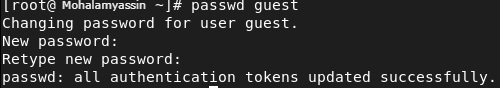 [root@ Mohalamyassin ~]# passwd guest
Changing password for user guest.
New password:
Retype new password:
passwd: all authentication tokens updated successfully.